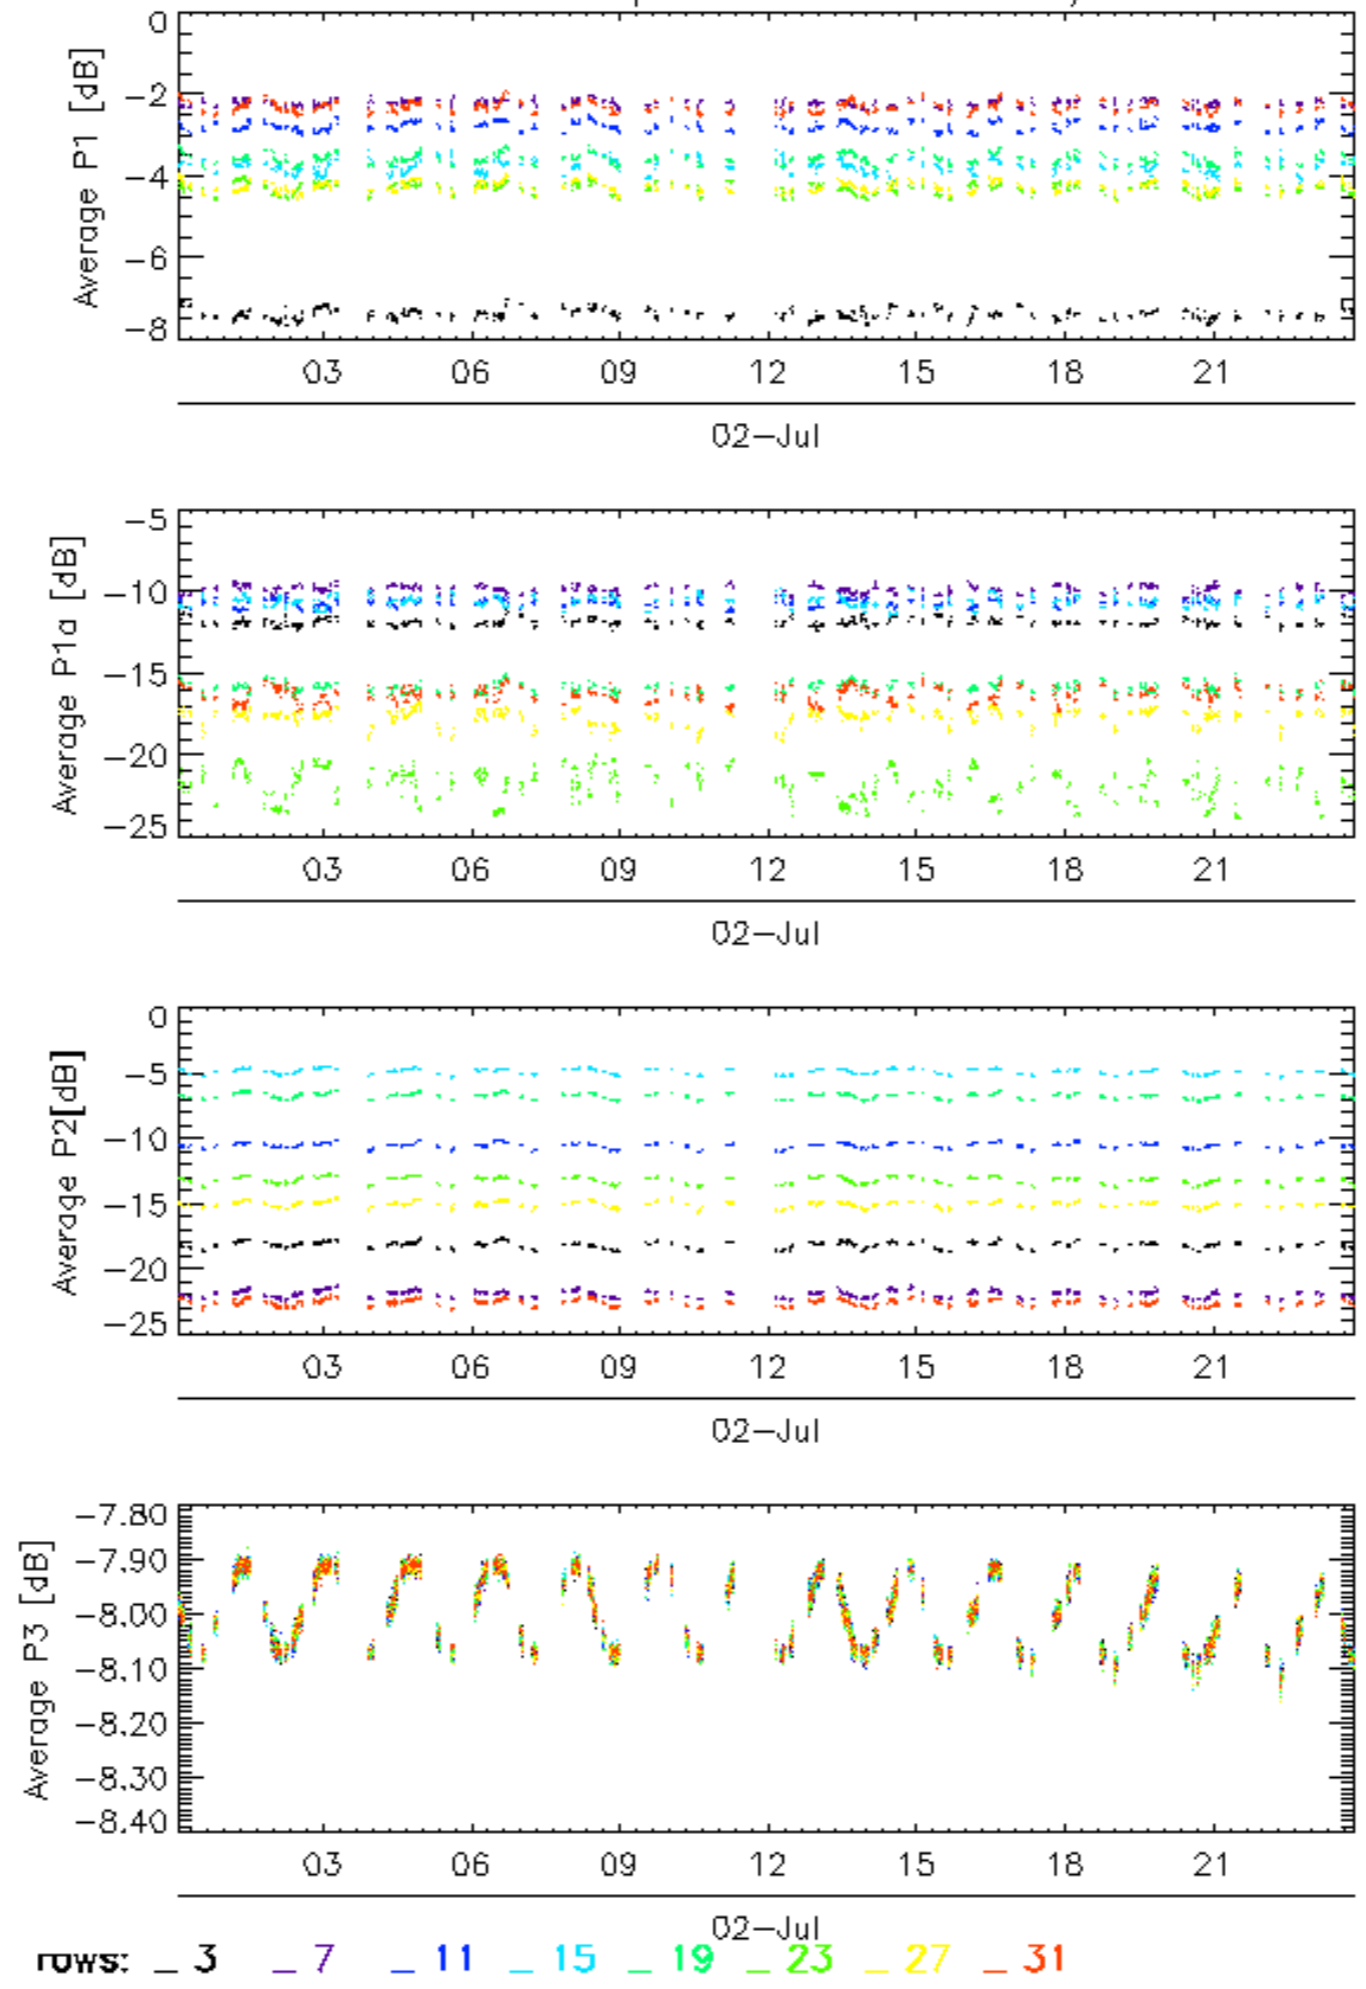 Average P1 [dB]
0
−2
−4
−6
−8
03 06 09 12 15 18 21
02−Jul
Average P1a [dB]
−5
−10
−15
−20
−25
03 06 09 12 15 18 21
02−Jul
Average P2[dB]
0
−5
−10
−15
−20
−25
03 06 09 12 15 18 21
02−Jul
Average P3 [dB]
−7.80
−7.90
−8.00
−8.10
−8.20
−8.30
−8.40
03 06 09 12 15 18 21
02−Jul
rows: _ 3 _ 7 _ 11 _ 15 _ 19 _ 23 _ 27 _ 31